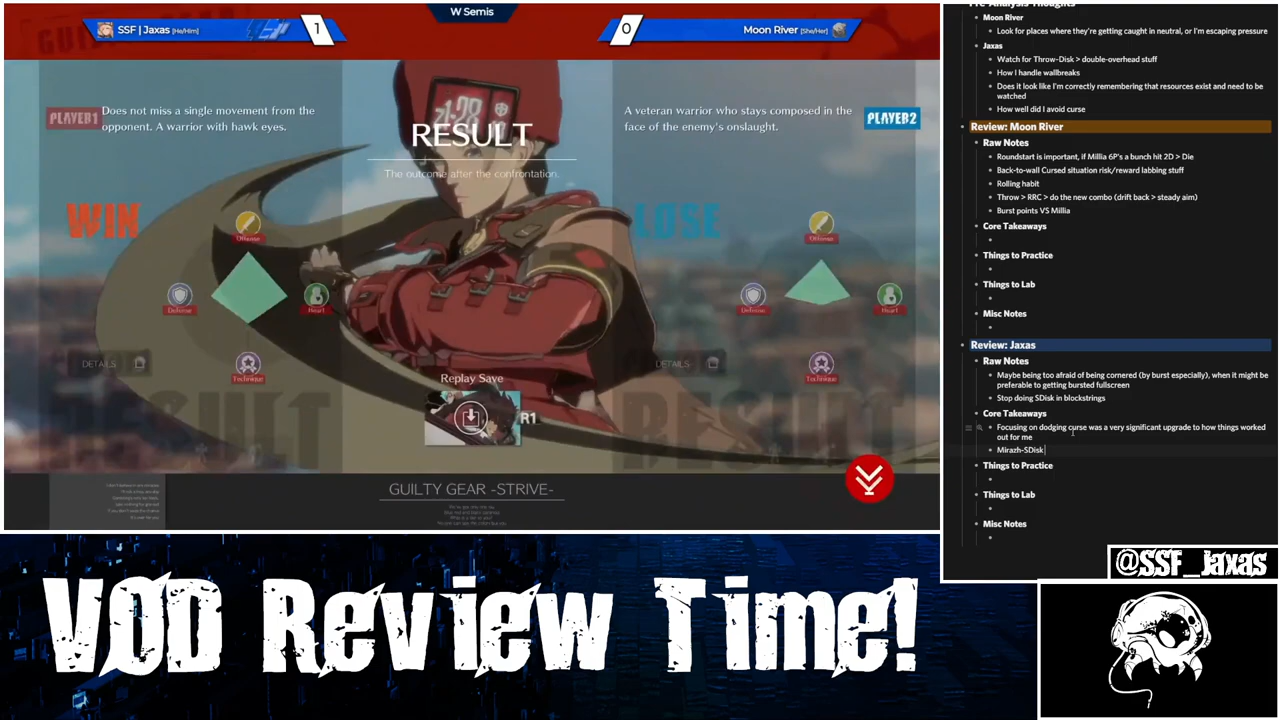 W Semis
SSF | Jaxas [He/Him]
1
0
Moon River [She/Her]
PLAYER1
Does not miss a single movement from the
opponent. A warrior with hawk eyes.
RESULT
The outcome after the confrontation.
A veteran warrior who stays composed in the
face of the enemy's onslaught.
PLAYER2
WIN
LOSE
Offense
Defense
Heart
Technique
Offense
Defense
Heart
Technique
DETAILS
DETAILS
Replay Save
R1
RESULT
RESULT
GUILTY GEAR -STRIVE-
VOD Review Time!
Pre-Analysis Thoughts
Moon River
Look for places where they're getting caught in neutral, or I'm escaping pressure
Jaxas
Watch for Throw-Disk > double-overhead stuff
How I handle wallbreaks
Does it look like I'm correctly remembering that resources exist and need to be
watched
How well did I avoid curse
Review: Moon River
Raw Notes
Roundstart is important, if Millia 6P's a bunch hit 2D > Die
Back-to-wall Cursed situation risk/reward labbing stuff
Rolling habit
Throw > RRC > do the new combo (drift back > steady aim)
Burst points VS Millia
Core Takeaways
Things to Practice
Things to Lab
Misc Notes
Review: Jaxas
Raw Notes
Maybe being too afraid of being cornered (by burst especially), when it might be
preferable to getting bursted fullscreen
Stop doing SDisk in blockstrings
Core Takeaways
Focusing on dodging curse was a very significant upgrade to how things worked
out for me
Mirazh-SDisk
Things to Practice
Things to Lab
Misc Notes
@SSF_Jaxas